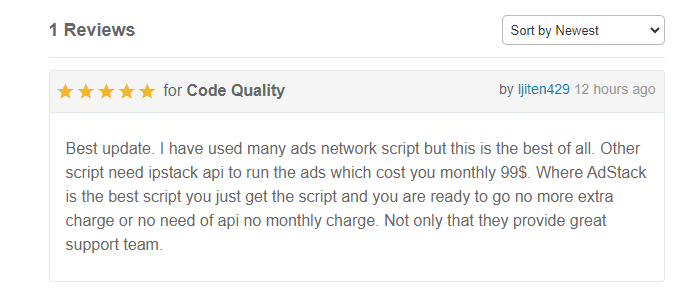 1 Reviews
Sort by Newest
for Code Quality
by ljiten429 12 hours ago
Best update. I have used many ads network script but this is the best of all. Other
script need ipstack api to run the ads which cost you monthly 99$. Where AdStack
is the best script you just get the script and you are ready to go no more extra
charge or no need of api no monthly charge. Not only that they provide great
support team.